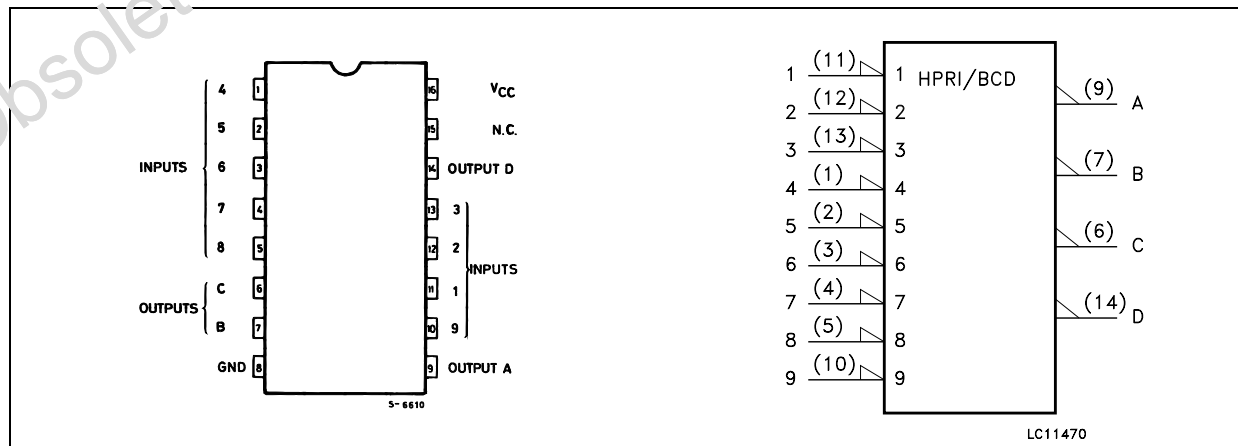 Obsolet
4 1 16 VCC
5 2 15 N.C.
INPUTS 6 3 14 OUTPUT D
7 4 13 3
8 5 12 2
INPUTS
OUTPUTS C 6 11 1
B 7 10 9
GND 8 9 OUTPUT A
S-6610
HPRI/BCD
1 (11) 1
2 (12) 2
3 (13) 3
4 (1) 4
5 (2) 5
6 (3) 6
7 (4) 7
8 (5) 8
9 (10) 9
(9) A
(7) B
(6) C
(14) D
LC11470